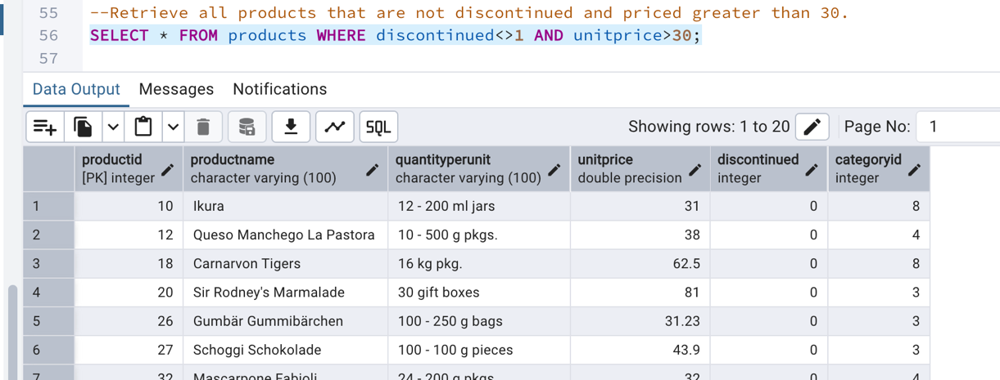 55 --Retrieve all products that are not discontinued and priced greater than 30.
56 SELECT * FROM products WHERE discontinued<>1 AND unitprice>30;
57
Data Output Messages Notifications
SQL Showing rows: 1 to 20 Page No: 1
productid productname quantityperunit unitprice discontinued categoryid
[PK] integer character varying (100) character varying (100) double precision integer integer
1 10 Ikura 12 - 200 ml jars 31 0 8
2 12 Queso Manchego La Pastora 10 - 500 g pkgs. 38 0 4
3 18 Carnarvon Tigers 16 kg pkg. 62.5 0 8
4 20 Sir Rodney's Marmalade 30 gift boxes 81 0 3
5 26 Gumbär Gummibärchen 100 - 250 g bags 31.23 0 3
6 27 Schoggi Schokolade 100 - 100 g pieces 43.9 0 3
7 32 Mascarpone Fabioli 24 - 200 g pkgs. 32 0 4